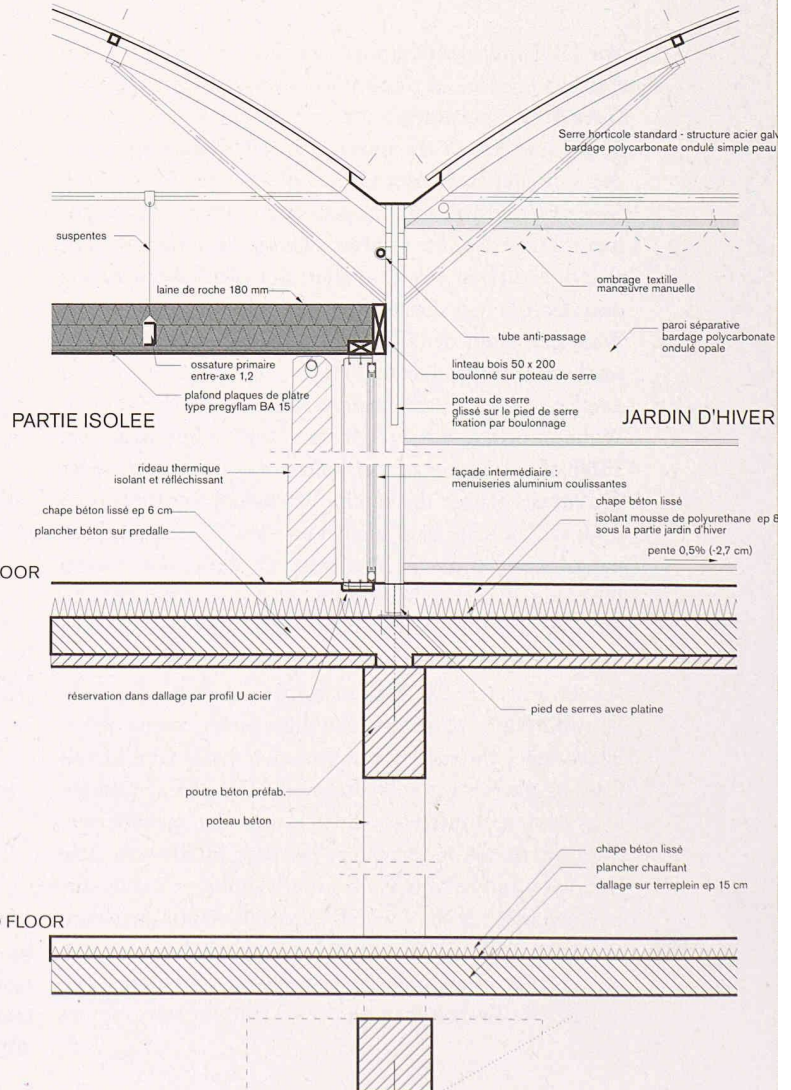 Serre horticole standard - structure acier galv
bardage polycarbonate ondulé simple peau
suspentes
laine de roche 180 mm
ombrage textille
manœuvre manuelle
tube anti-passage
paroi séparative
bardage polycarbonate
ondulé opale
ossature primaire
entre-axe 1,2
linteau bois 50 x 200
boulonné sur poteau de serre
plafond plaques de platre
type pregyflam BA 15
poteau de serre
glissé sur le pied de serre
fixation par boulonnage
PARTIE ISOLEE
JARDIN D'HIVER
rideau thermique
isolant et réfléchissant
façade intermédiaire :
menuiseries aluminium coulissantes
chape béton lissé ep 6 cm
plancher béton sur predalle
chape béton lissé
isolant mousse de polyurethane ep 8
sous la partie jardin d'hiver
pente 0,5% (-2,7 cm)
OOR
réservation dans dallage par profil U acier
pied de serres avec platine
poutre béton préfab.
poteau béton
chape béton lissé
plancher chauffant
dallage sur terreplein ep 15 cm
FLOOR